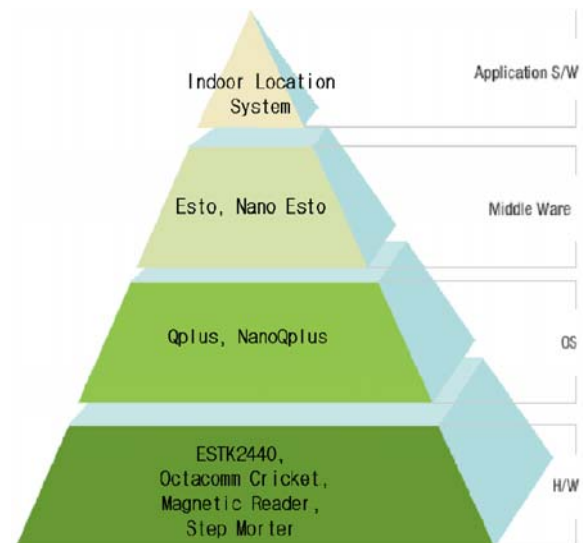 Indoor Location
System
Application S/W
Esto, Nano Esto
Middle Ware
Qplus, NanoQplus
OS
ESTK2440,
Octacomm Cricket,
Magnetic Reader,
Step Morter
H/W